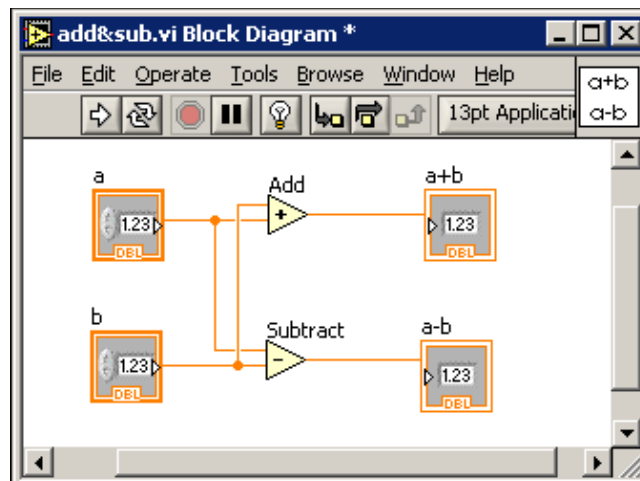 add&sub.vi Block Diagram *
File Edit Operate Tools Browse Window Help
a+b
a-b
13pt Applicati
a
Add
a+b
1.23
+
1.23
DBL
DBL
b
Subtract
a-b
1.23
-
1.23
DBL
DBL